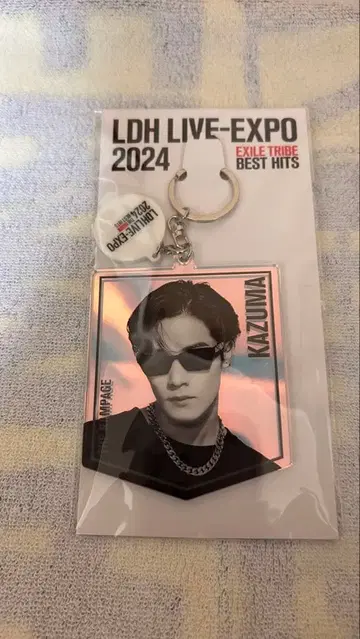 LDH LIVE-EXPO
2024
EXILE TRIBE
BEST HITS
LDH LIVE-EXPO
2024
KAZUMA
RAMPAGE